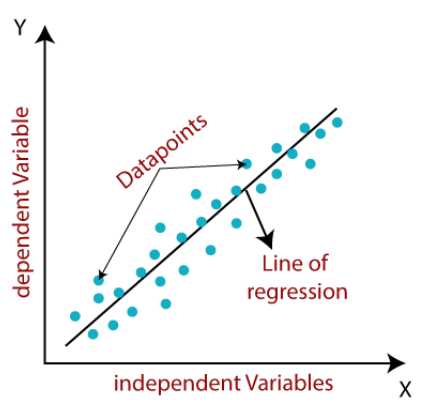 Y
dependent Variable
Datapoints
Line of
regression
independent Variables
X